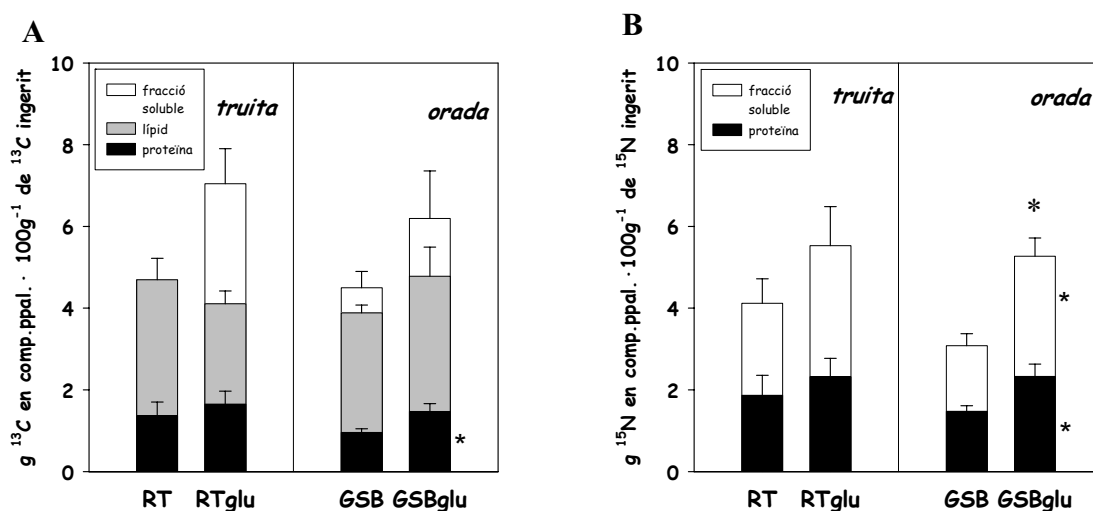 A
g ¹³C en comp.ppal. · 100g⁻¹ de ¹³C ingerit
10
8
6
4
2
0
fracció
soluble
lípid
proteïna
truita
orada
*
RT RTglu GSB GSBglu
B
g ¹⁵N en comp.ppal. ·100g⁻¹ de ¹⁵N ingerit
10
8
6
4
2
0
fracció
soluble
proteïna
truita
orada
*
*
*
RT RTglu GSB GSBglu